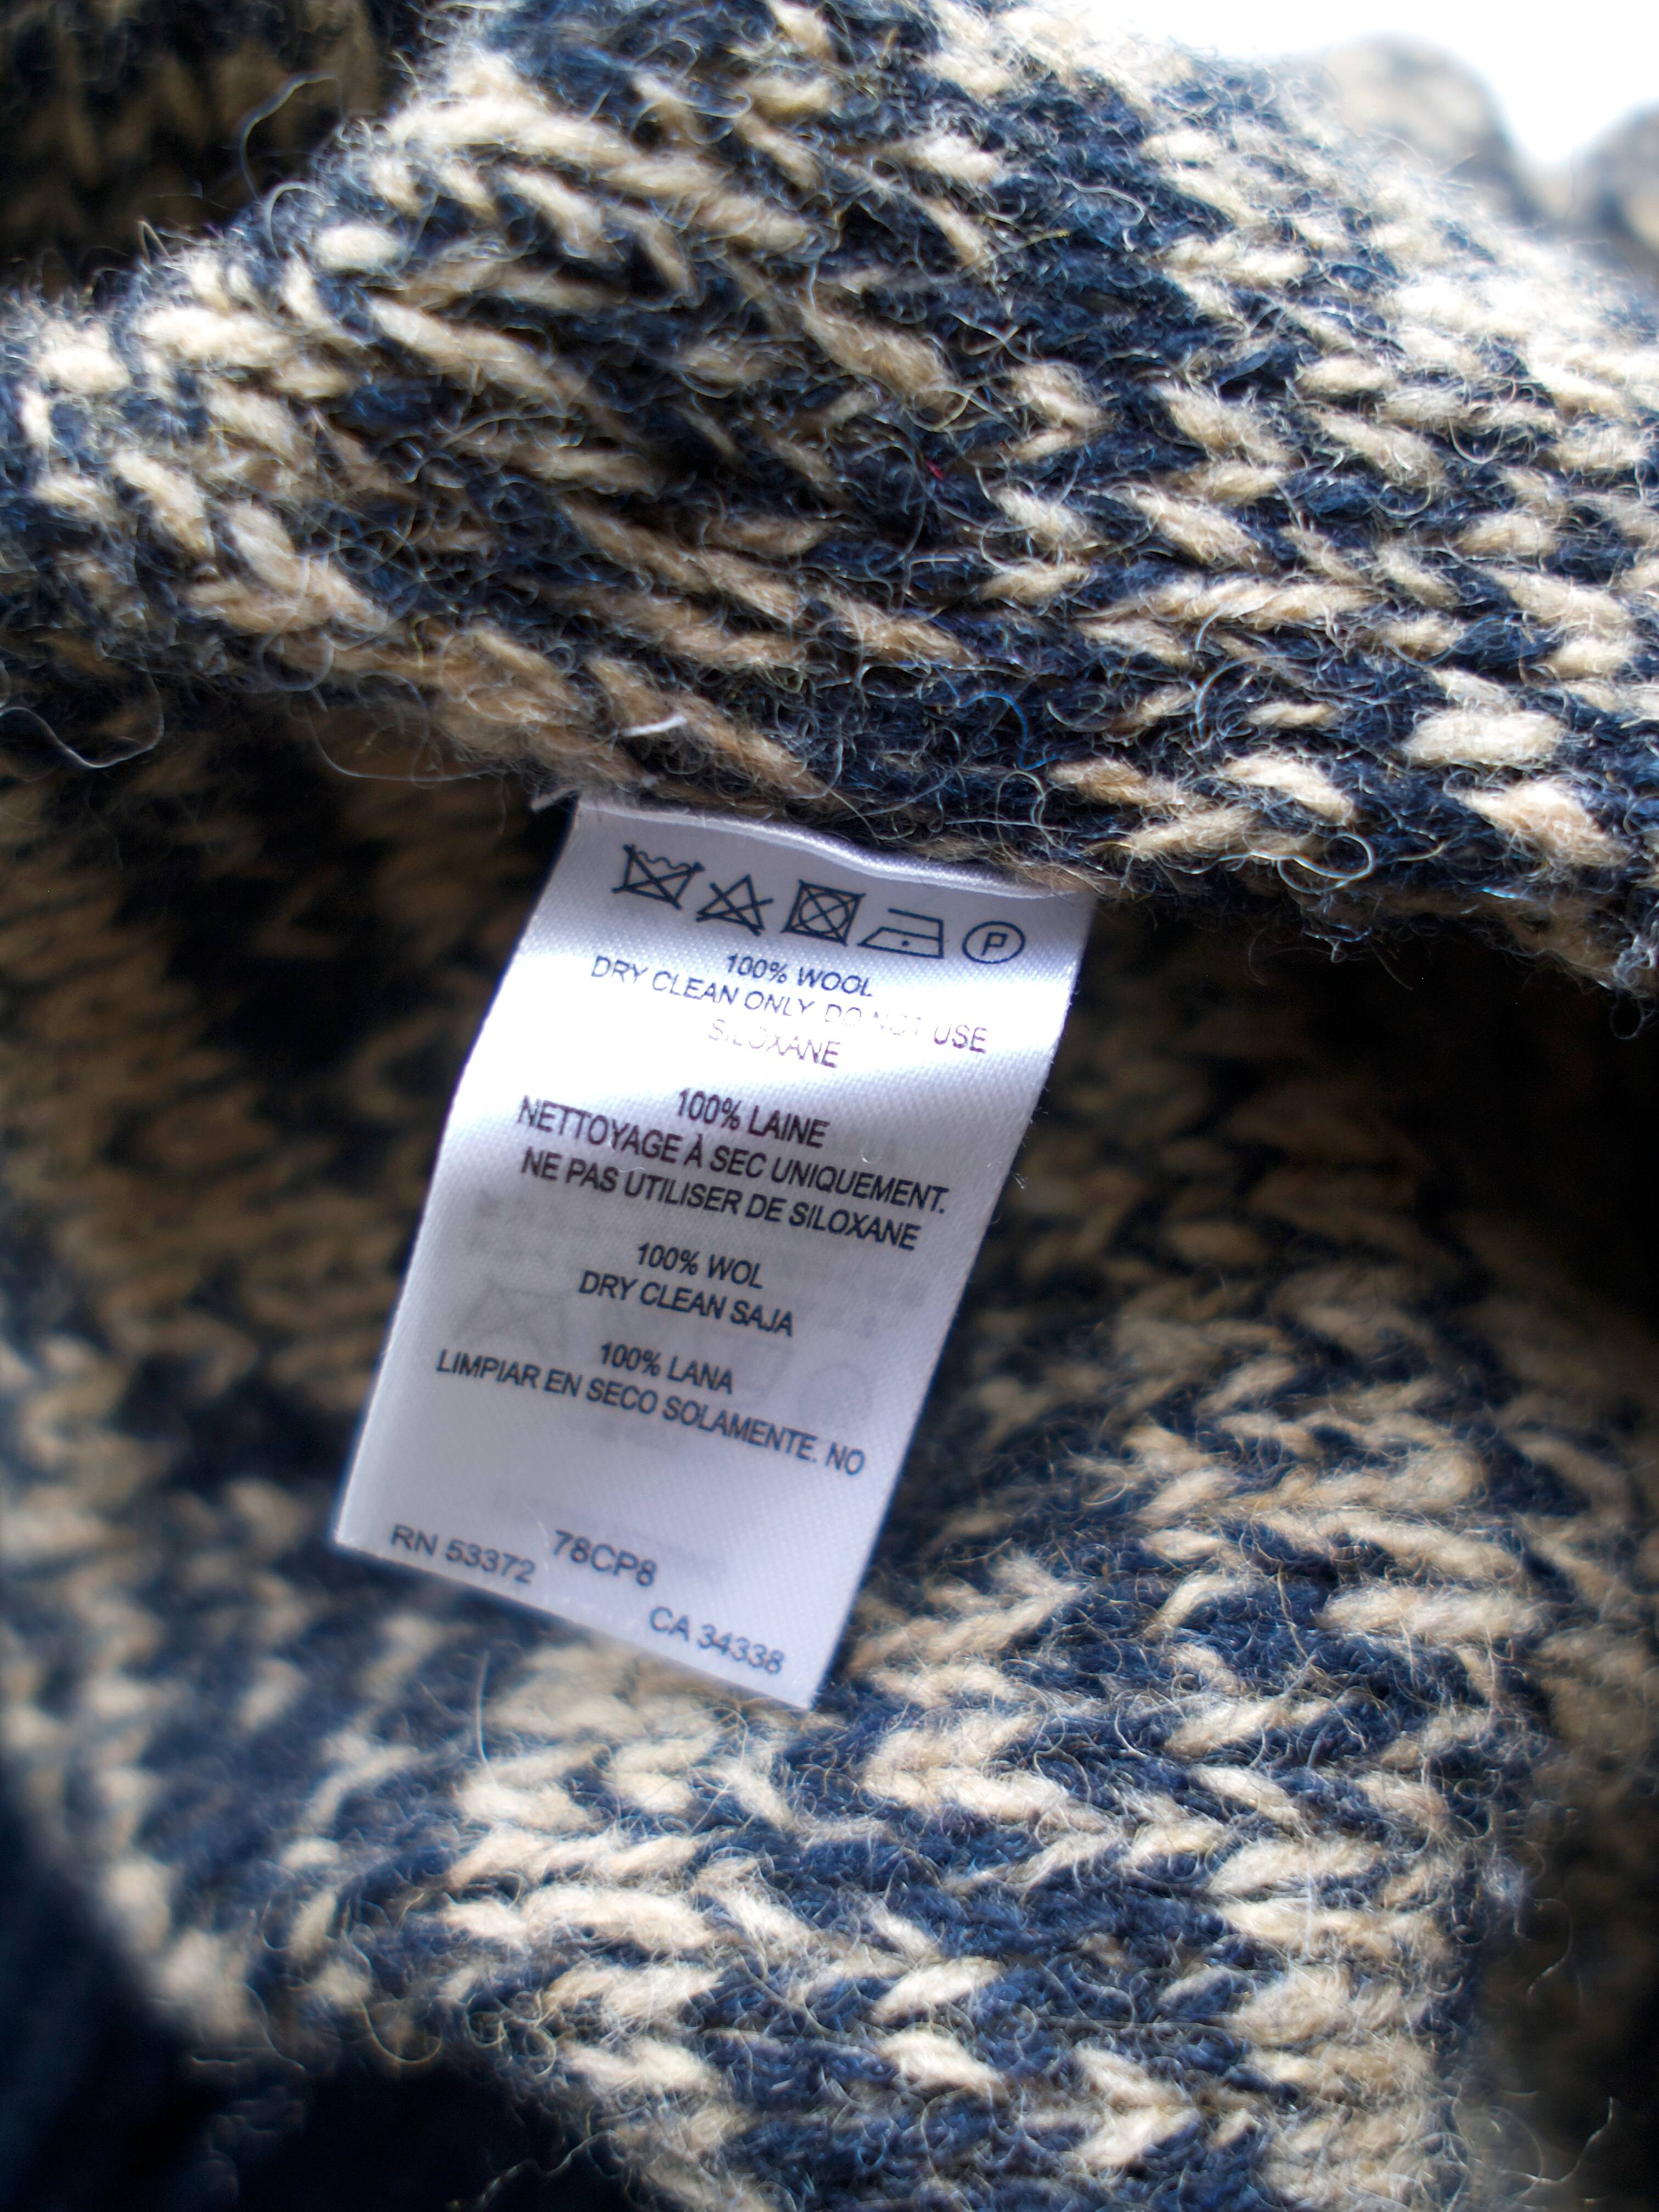 P
100% WOOL
DRY CLEAN ONLY DO NOT USE
SILOXANE
100% LAINE
NETTOYAGE À SEC UNIQUEMENT.
NE PAS UTILISER DE SILOXANE
100% WOL
DRY CLEAN SAJA
100% LANA
LIMPIAR EN SECO SOLAMENTE. NO
78CP8
RN 53372
CA 34338